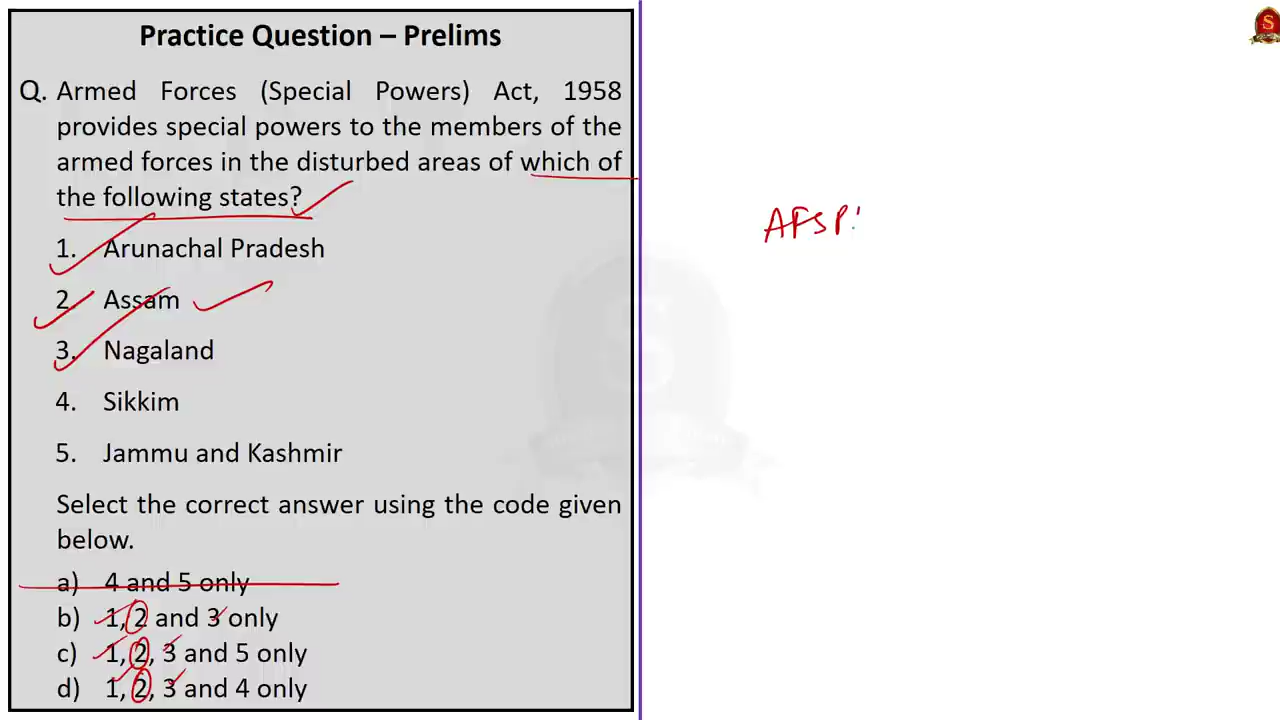 Practice Question – Prelims
Q. Armed Forces (Special Powers) Act, 1958
provides special powers to the members of the
armed forces in the disturbed areas of which of
the following states?
1. Arunachal Pradesh
2. Assam
3. Nagaland
4. Sikkim
5. Jammu and Kashmir
Select the correct answer using the code given
below.
a) 4 and 5 only
b) 1, 2 and 3 only
c) 1, 2, 3 and 5 only
d) 1, 2, 3 and 4 only
S
AFSP